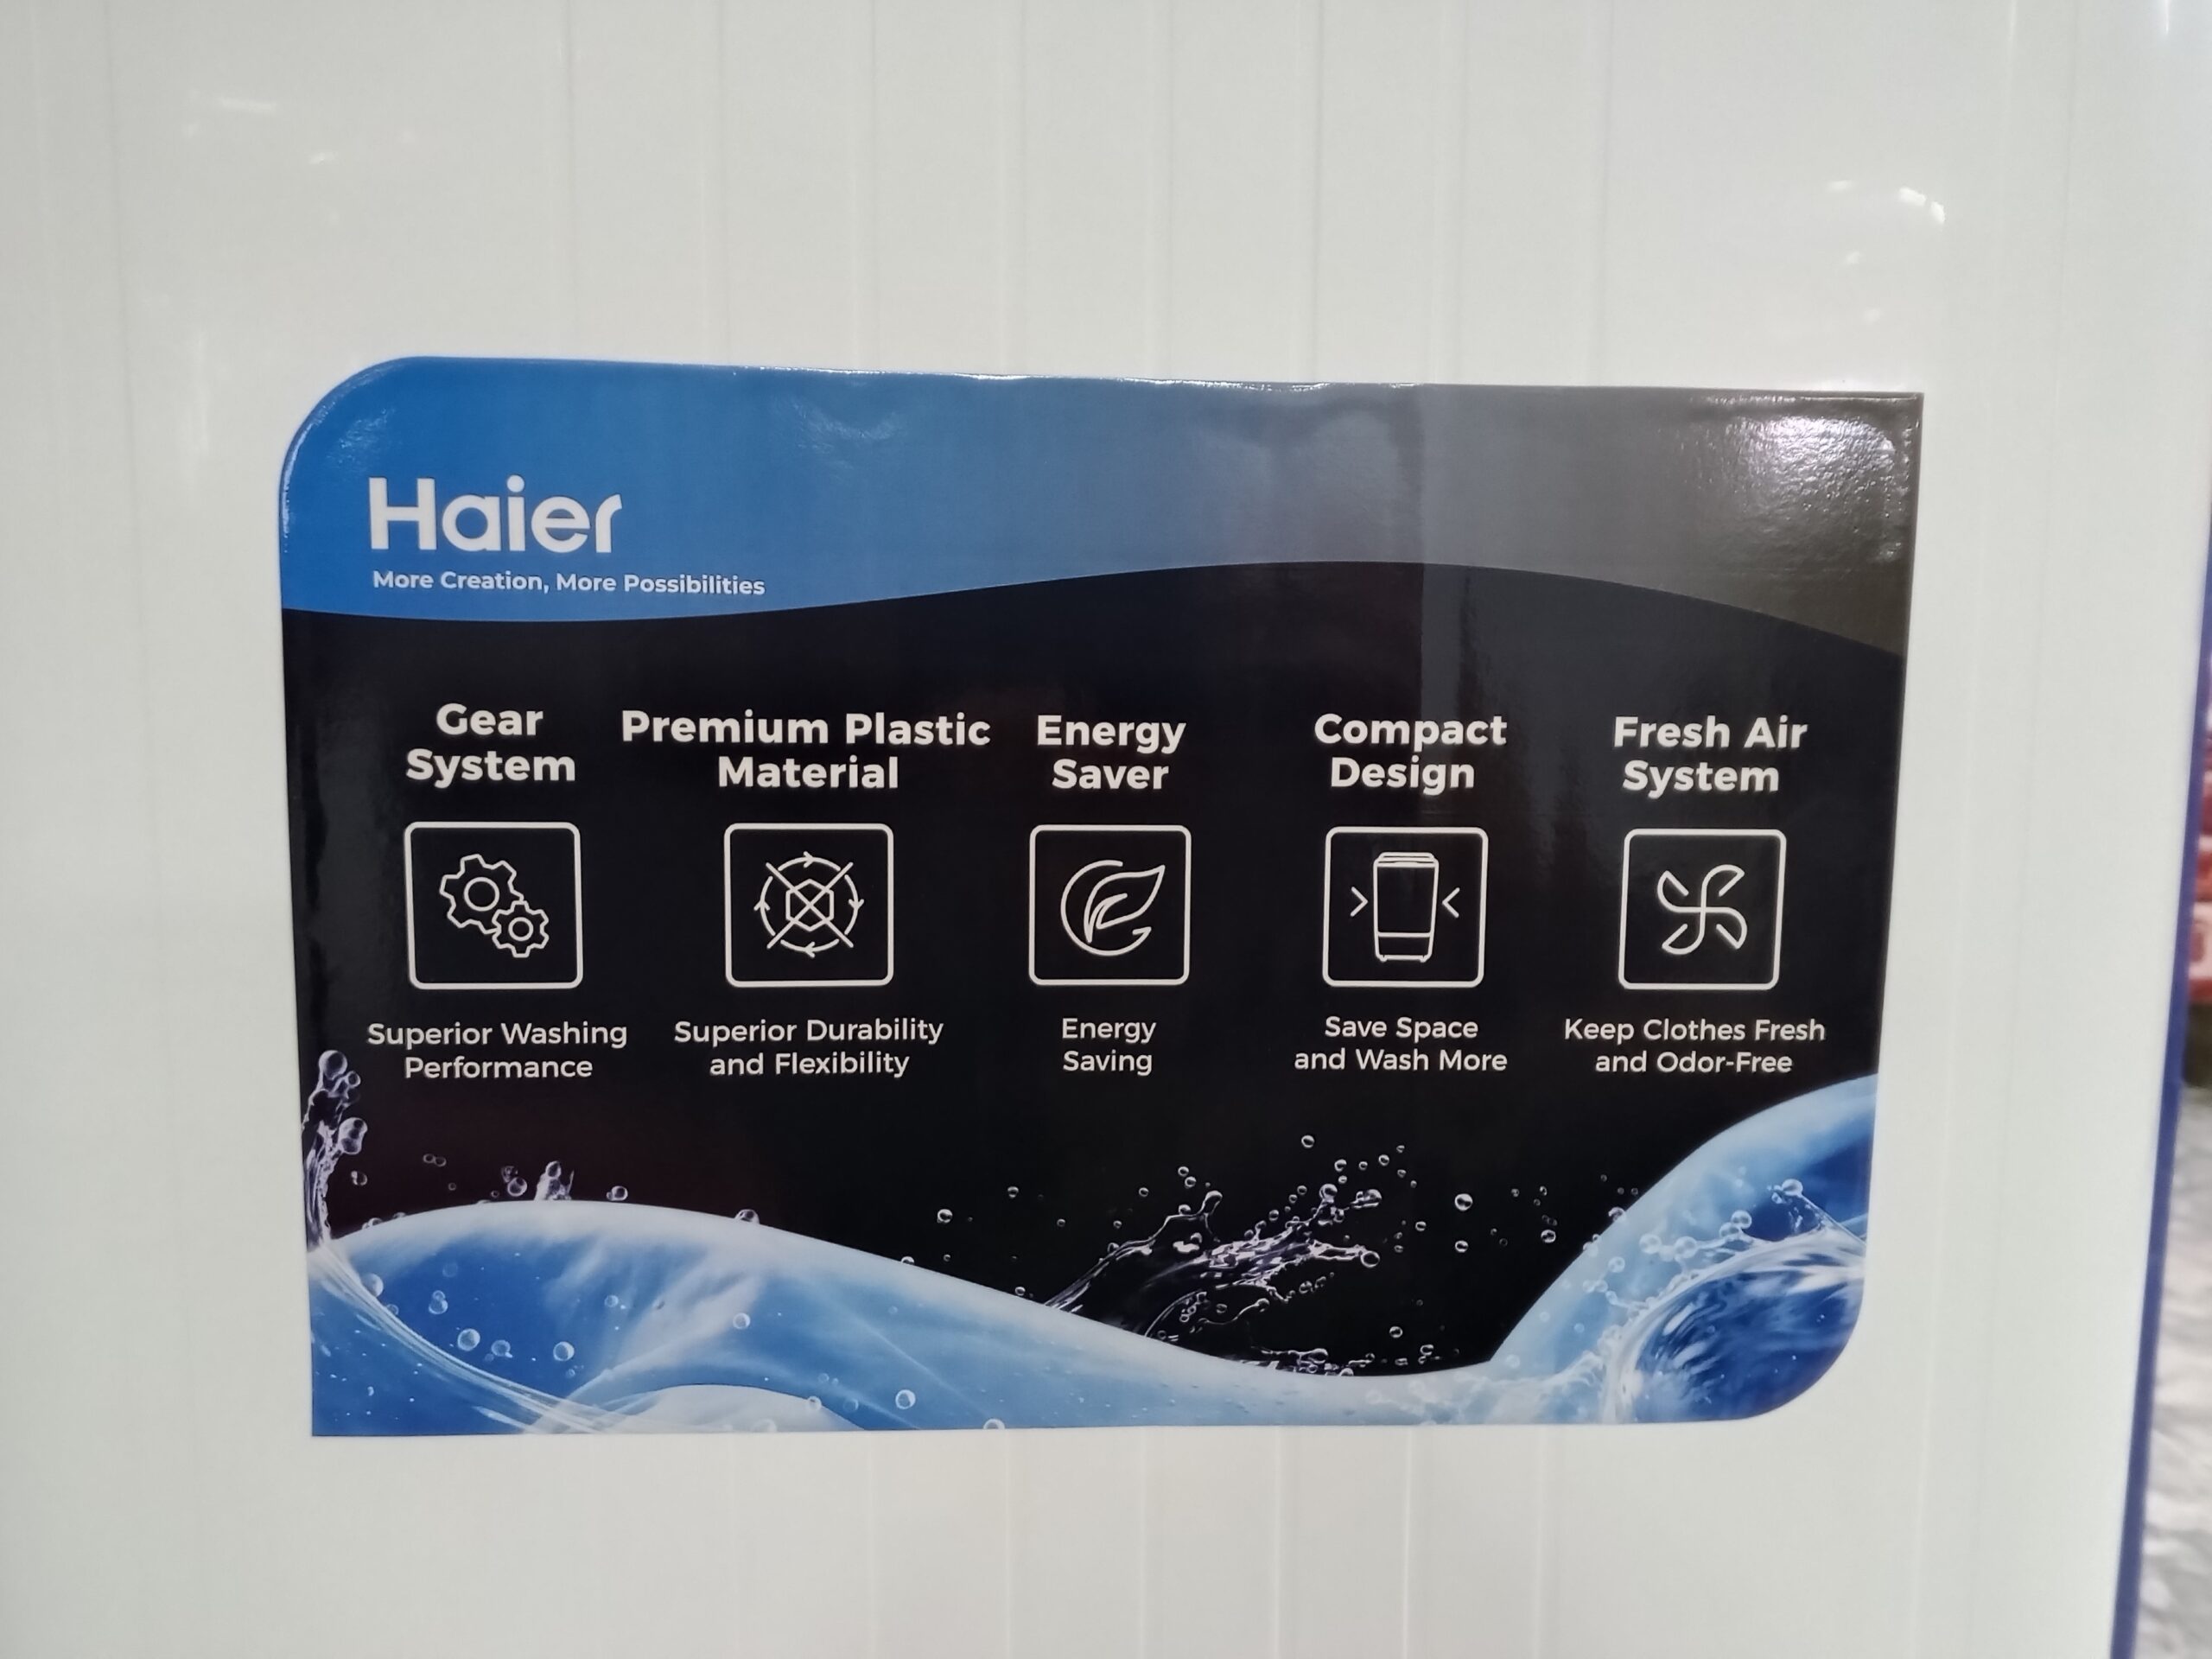 Haier
More Creation, More Possibilities
Gear
System
Superior Washing
Performance
Premium Plastic
Material
Superior Durability
and Flexibility
Energy
Saver
Energy
Saving
Compact
Design
Save Space
and Wash More
Fresh Air
System
Keep Clothes Fresh
and Odor-Free